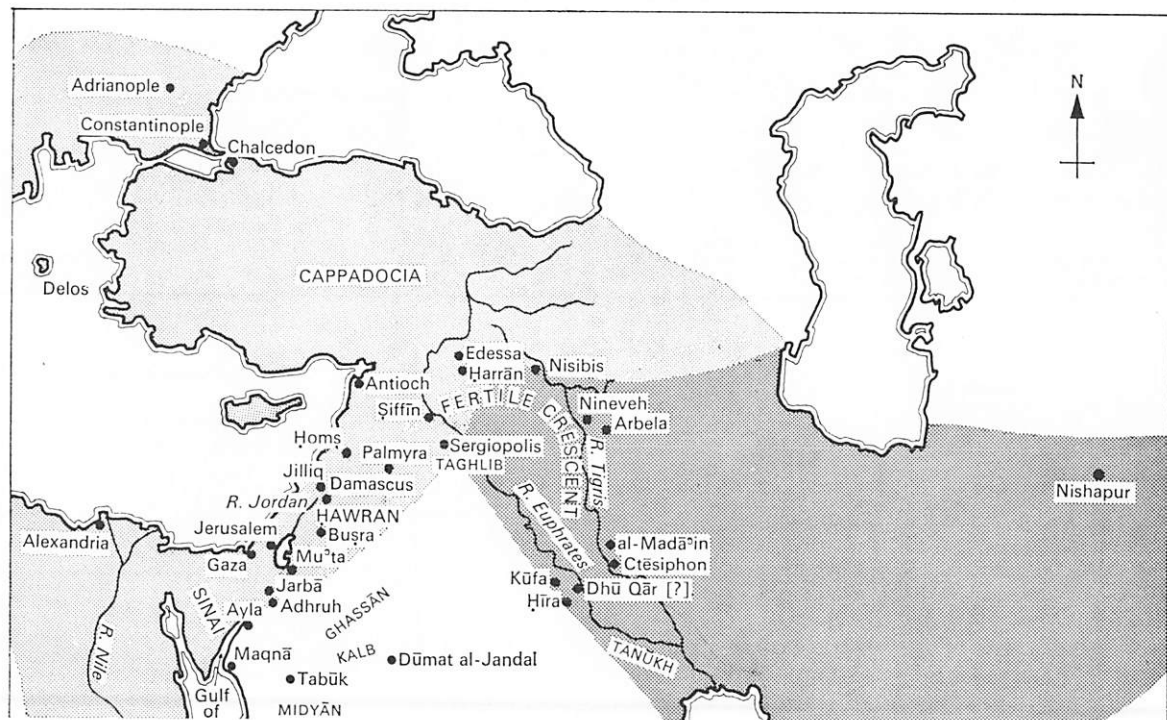 N
Adrianople
Constantinople
Chalcedon
CAPPADOCIA
Delos
Edessa
Ḥarrān
Nisibis
Antioch
Ṣiffīn
FERTILE CRESCENT
Nineveh
Arbela
R. Tigris
Homs
Palmyra
Sergiopolis
TAGHLIB
Nishapur
Jilliq
Damascus
R. Jordan
HAWRAN
R. Euphrates
Alexandria
Jerusalem
Buṣra
Gaza
Muʾta
al-Madāʾin
Ctēsiphon
Kūfa
Dhū Qār [?]
Ḥīra
Jarbā
Adhruh
SINAI
Ayla
GHASSĀN
KALB
Dūmat al-Jandal
TANŪKH
R. Nile
Maqnā
Tabūk
Gulf
of
MIDYĀN